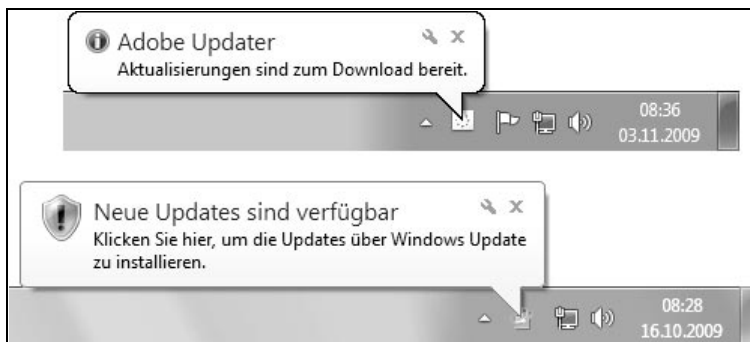 Adobe Updater
Aktualisierungen sind zum Download bereit.
08:36
03.11.2009
Neue Updates sind verfügbar
Klicken Sie hier, um die Updates über Windows Update
zu installieren.
08:28
16.10.2009